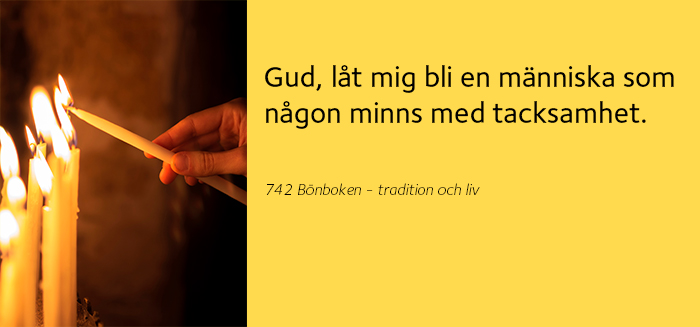 Gud, låt mig bli en människa som
någon minns med tacksamhet.
742 Bönboken – tradition och liv